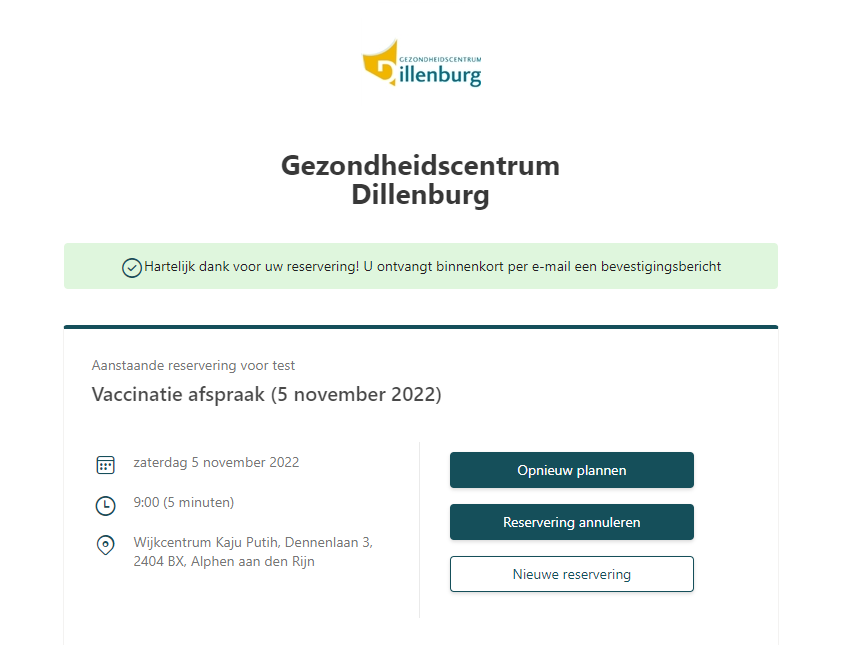 GEZONDHEIDSCENTRUM
Dillenburg
Gezondheidscentrum
Dillenburg
Hartelijk dank voor uw reservering! U ontvangt binnenkort per e-mail een bevestigingsbericht
Aanstaande reservering voor test
Vaccinatie afspraak (5 november 2022)
zaterdag 5 november 2022
9:00 (5 minuten)
Wijkcentrum Kaju Putih, Dennenlaan 3,
2404 BX, Alphen aan den Rijn
Opnieuw plannen
Reservering annuleren
Nieuwe reservering